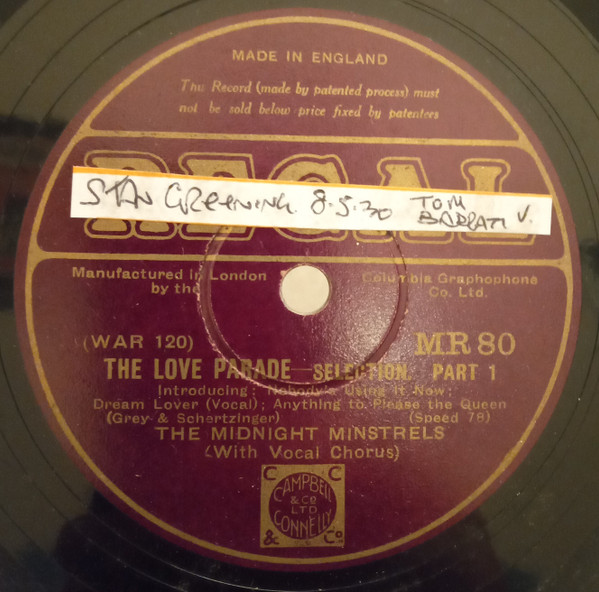 MADE IN ENGLAND
This Record (made by patented process) must
not be sold below price fixed by patentees
REGAL
STAN GREENING. 8.5.30 TOM
BARRATT V.
Manufactured in London Columbia Graphophone
by the Co. Ltd.
(WAR 120) MR 80
THE LOVE PARADE—SELECTION. PART 1
Introducing: Nobody's Using it Now;
Dream Lover (Vocal); Anything to Please the Queen
(Grey & Schertzinger) (Speed 78)
THE MIDNIGHT MINSTRELS
(With Vocal Chorus)
C C
CAMPBELL
& CO
LTD
CONNELLY
& Co